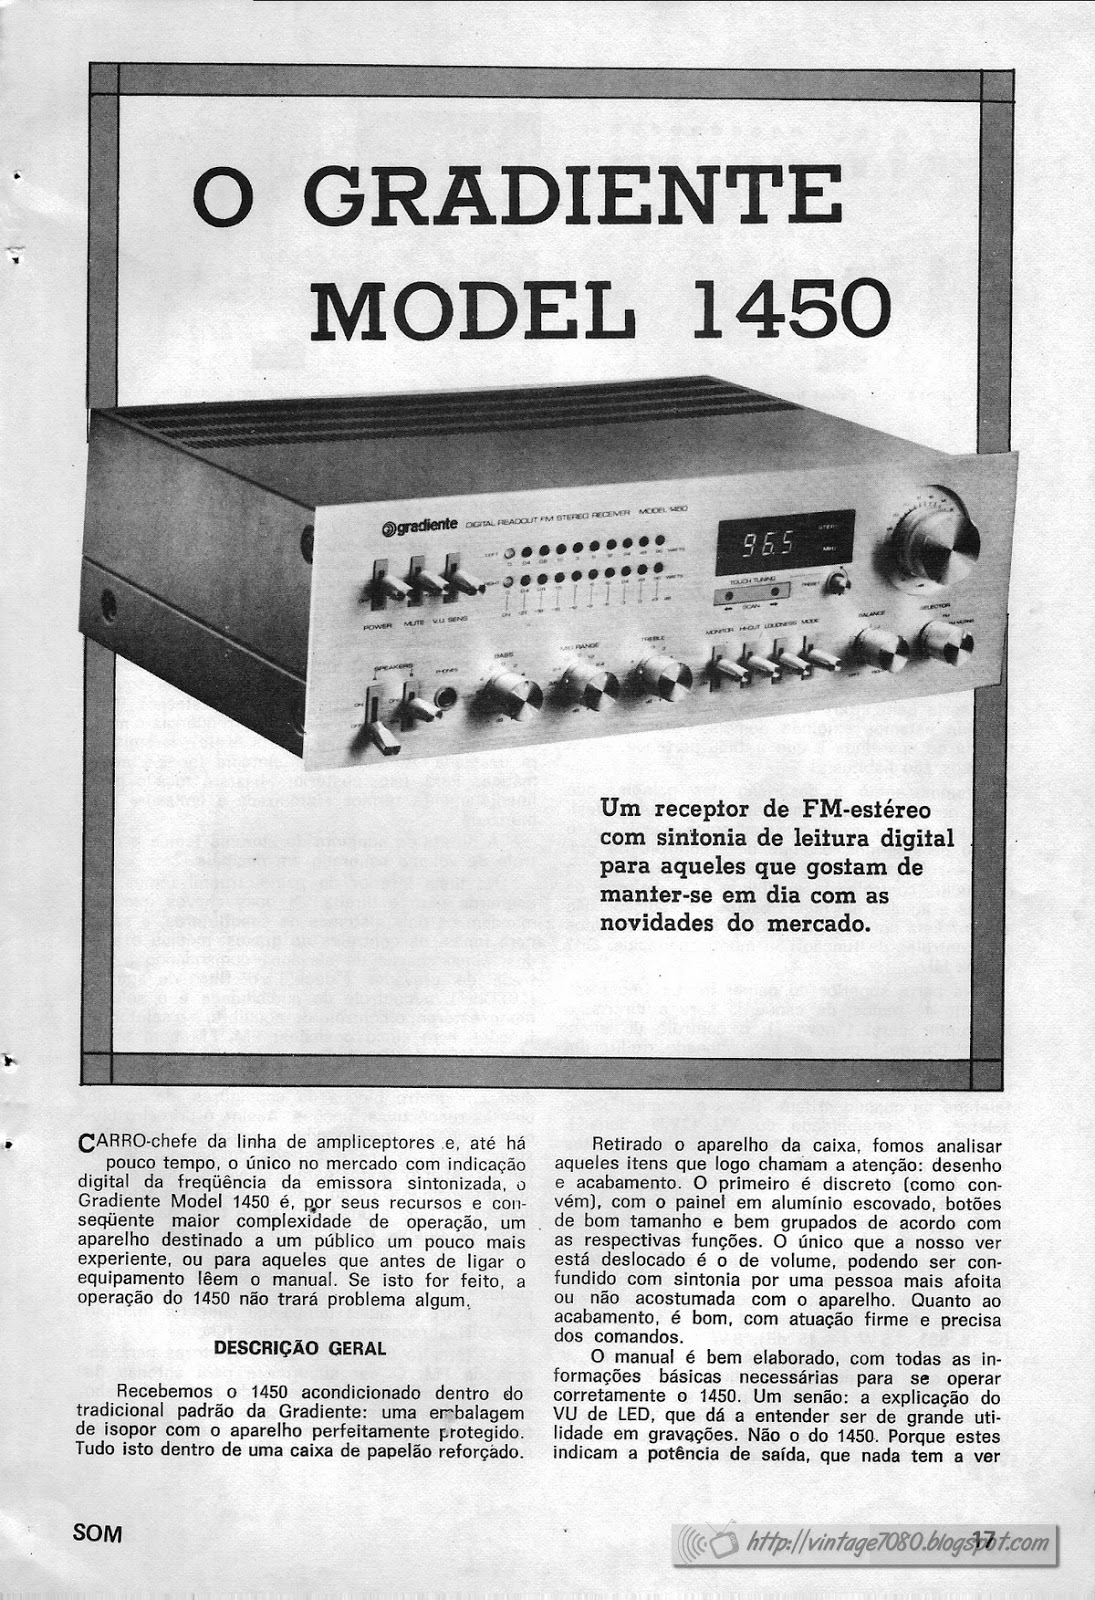 O GRADIENTE
MODEL 1450
gradiente DIGITAL READOUT FM STEREO RECEIVER MODEL 1450
LEFT
WATTS
RIGHT
WATTS
96.5
STEREO
MHz
TOUCH TUNING
SCAN
PRESET
POWER MUTE V.U. SENS
SPEAKERS
PHONES
BASS
MID RANGE
TREBLE
MONITOR HI-CUT LOUDNESS MODE
BALANCE
SELECTOR
Um receptor de FM-estéreo
com sintonia de leitura digital
para aqueles que gostam de
manter-se em dia com as
novidades do mercado.
CARRO-chefe da linha de ampliceptores e, até há
pouco tempo, o único no mercado com indicação
digital da freqüência da emissora sintonizada, o
Gradiente Model 1450 é, por seus recursos e con-
seqüente maior complexidade de operação, um
aparelho destinado a um público um pouco mais
experiente, ou para aqueles que antes de ligar o
equipamento lêem o manual. Se isto for feito, a
operação do 1450 não trará problema algum.
DESCRIÇÃO GERAL
Recebemos o 1450 acondicionado dentro do
tradicional padrão da Gradiente: uma embalagem
de isopor com o aparelho perfeitamente protegido.
Tudo isto dentro de uma caixa de papelão reforçado.
Retirado o aparelho da caixa, fomos analisar
aqueles itens que logo chamam a atenção: desenho
e acabamento. O primeiro é discreto (como con-
vém), com o painel em alumínio escovado, botões
de bom tamanho e bem grupados de acordo com
as respectivas funções. O único que a nosso ver
está deslocado é o de volume, podendo ser con-
fundido com sintonia por uma pessoa mais afoita
ou não acostumada com o aparelho. Quanto ao
acabamento, é bom, com atuação firme e precisa
dos comandos.
O manual é bem elaborado, com todas as in-
formações básicas necessárias para se operar
corretamente o 1450. Um senão: a explicação do
VU de LED, que dá a entender ser de grande uti-
lidade em gravações. Não o do 1450. Porque estes
indicam a potência de saída, que nada tem a ver
SOM
17
http://vintage7080.blogspot.com